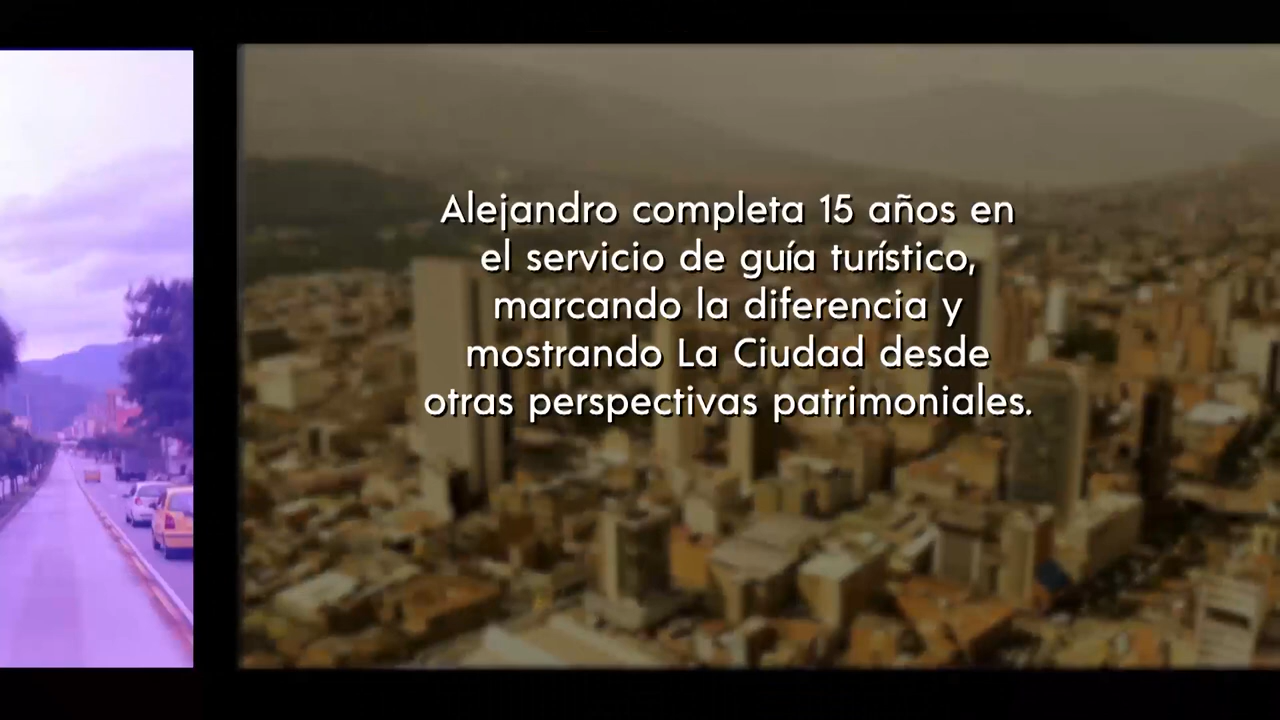 Alejandro completa 15 años en
el servicio de guía turístico,
marcando la diferencia y
mostrando La Ciudad desde
otras perspectivas patrimoniales.